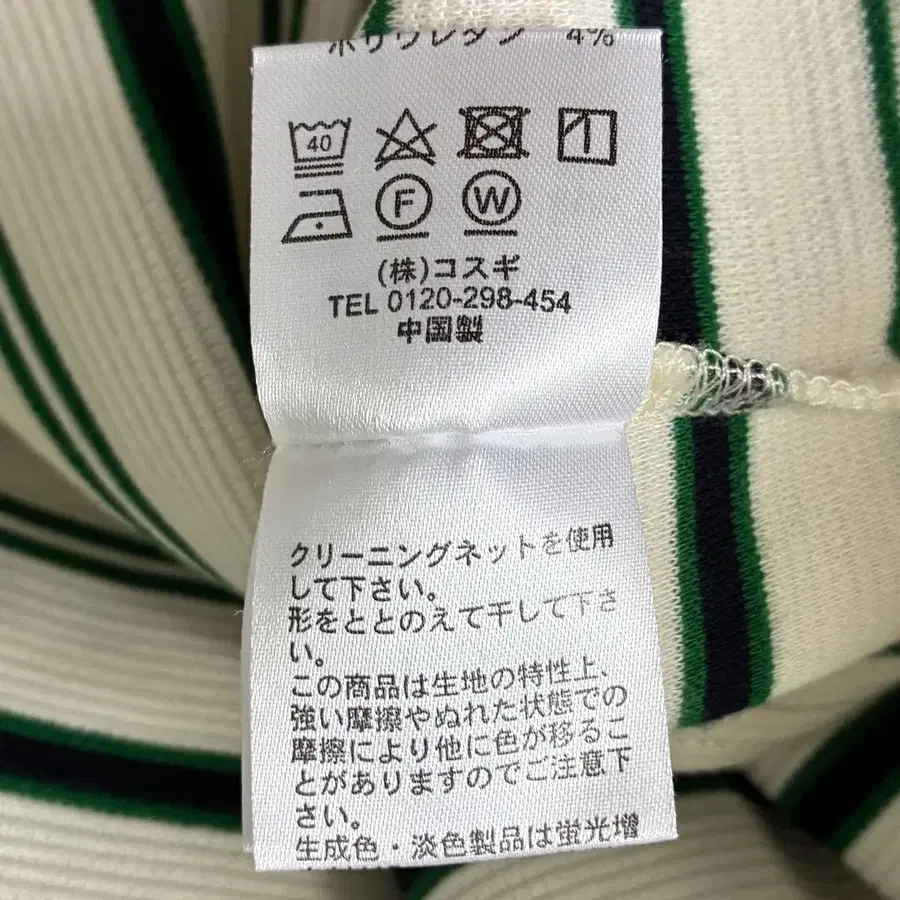 ポリウレタン 4%
40
F W
(株)コスギ
TEL 0120-298-454
中国製
クリーニングネットを使用
して下さい。
形をととのえて干して下さ
い。
この商品は生地の特性上、
強い摩擦やぬれた状態での
摩擦により他に色が移るこ
とがありますのでご注意下
さい。
生成色・淡色製品は蛍光増